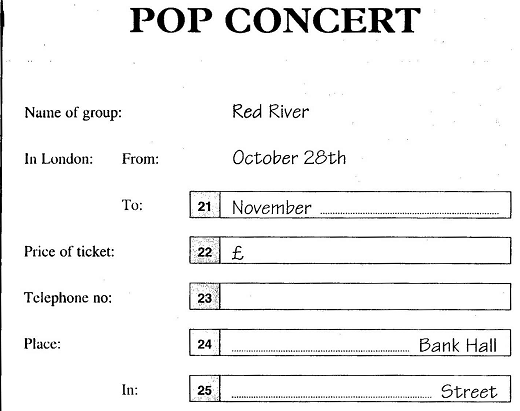 POP CONCERT
Name of group: Red River
In London: From: October 28th
To: 21 November ....................
Price of ticket: 22 £
Telephone no: 23
Place: 24 .................... Bank Hall
In: 25 .................... Street